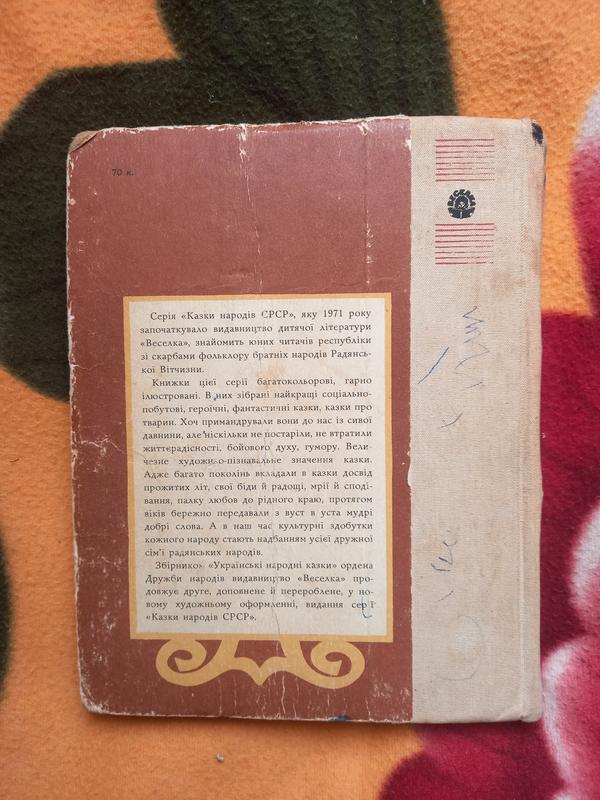 70 к.
Серія «Казки народів СРСР», яку 1971 року
започаткувало видавництво дитячої літератури
«Веселка», знайомить юних читачів республіки
зі скарбами фольклору братніх народів Радянсь-
кої Вітчизни.
Книжки цієї серії багатокольорові, гарно
ілюстровані. В них зібрані найкращі соціально-
побутові, героїчні, фантастичні казки, казки про
тварин. Хоч примандрували вони до нас із сивої
давнини, але ніскільки не постаріли, не втратили
життєрадісності, бойового духу, гумору. Вели-
чезне художньо-пізнавальне значення казки.
Адже багато поколінь вкладали в казки досвід
прожитих літ, свої біди й радощі, мрії й споді-
вання, палку любов до рідного краю, протягом
віків бережно передавали з вуст в уста мудрі
добрі слова. А в наш час культурні здобутки
кожного народу стають надбанням усієї дружної
сім'ї радянських народів.
Збірником «Українські народні казки» ордена
Дружби народів видавництво «Веселка» про-
довжує друге, доповнене й перероблене, у но-
вому художньому оформленні, видання серії
«Казки народів СРСР».